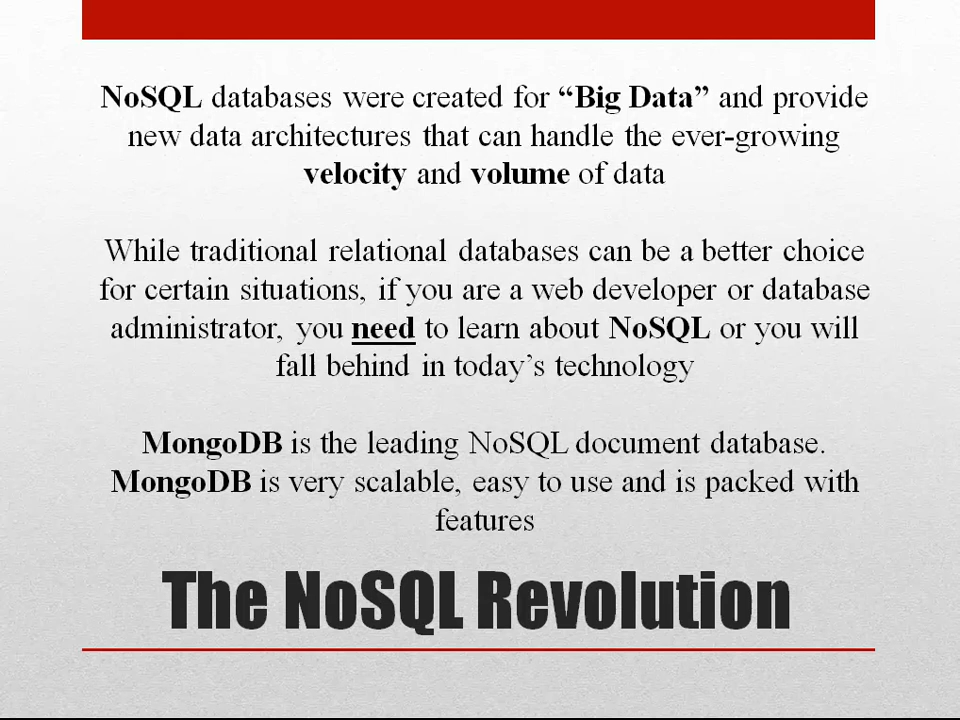 NoSQL databases were created for “Big Data” and provide
new data architectures that can handle the ever-growing
velocity and volume of data
While traditional relational databases can be a better choice
for certain situations, if you are a web developer or database
administrator, you need to learn about NoSQL or you will
fall behind in today’s technology
MongoDB is the leading NoSQL document database.
MongoDB is very scalable, easy to use and is packed with
features
The NoSQL Revolution